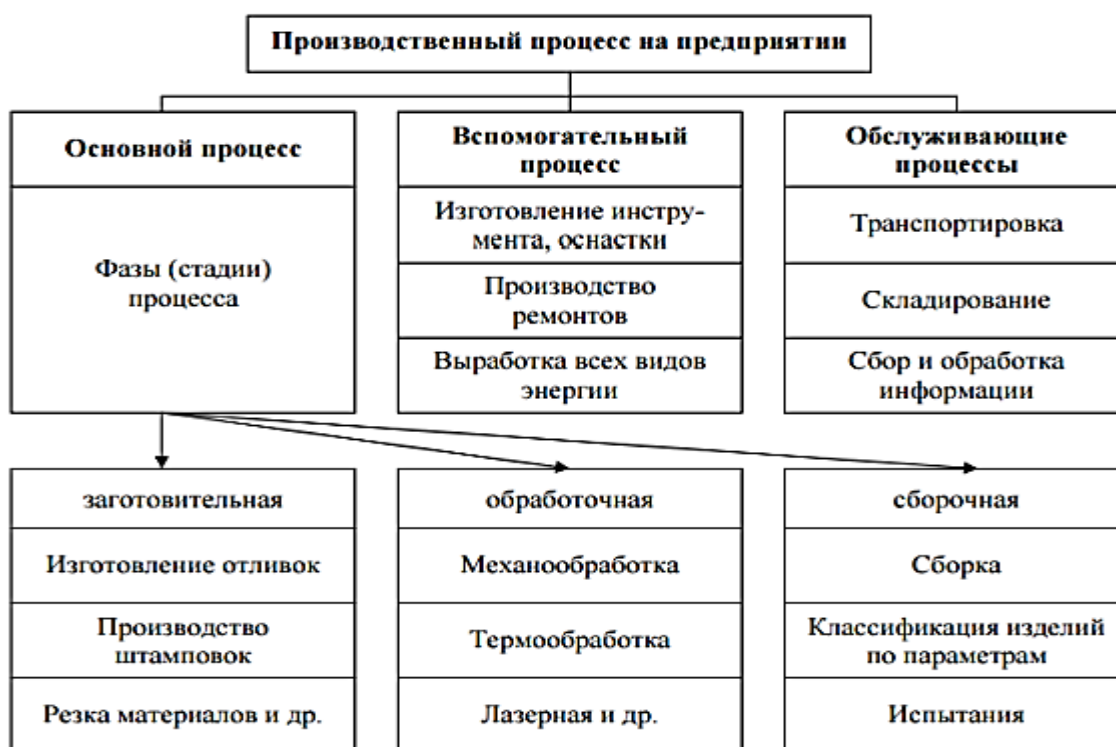 Производственный процесс на предприятии
Основной процесс
Вспомогательный
процесс
Обслуживающие
процессы
Фазы (стадии)
процесса
Изготовление инстру-
мента, оснастки
Производство
ремонтов
Выработка всех видов
энергии
Транспортировка
Складирование
Сбор и обработка
информации
заготовительная
обработочная
сборочная
Изготовление отливок
Механообработка
Сборка
Производство
штамповок
Термообработка
Классификация изделий
по параметрам
Резка материалов и др.
Лазерная и др.
Испытания